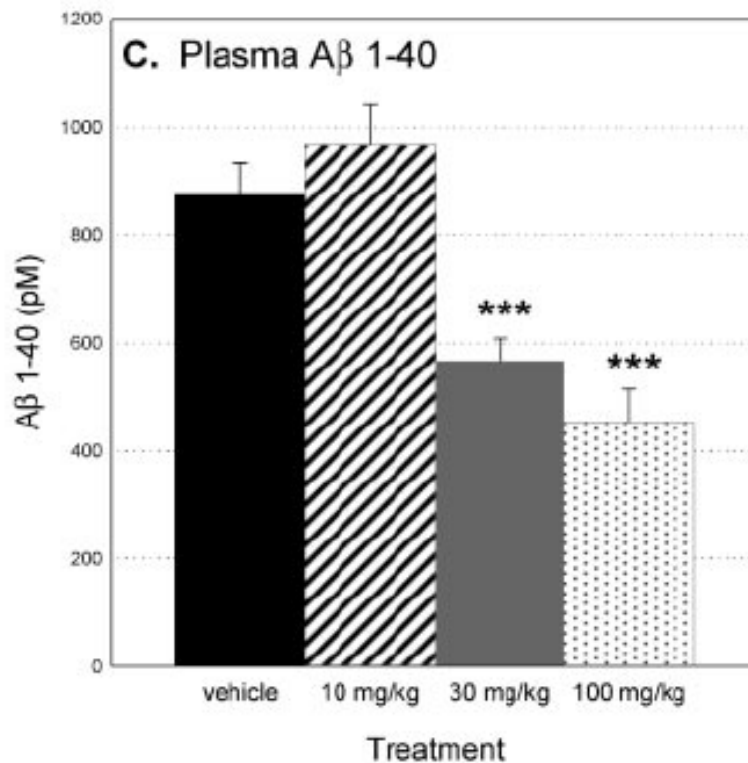 C. Plasma Aβ 1-40
1200
1000
800
600
400
200
0
Aβ 1-40 (pM)
***
***
vehicle 10 mg/kg 30 mg/kg 100 mg/kg
Treatment